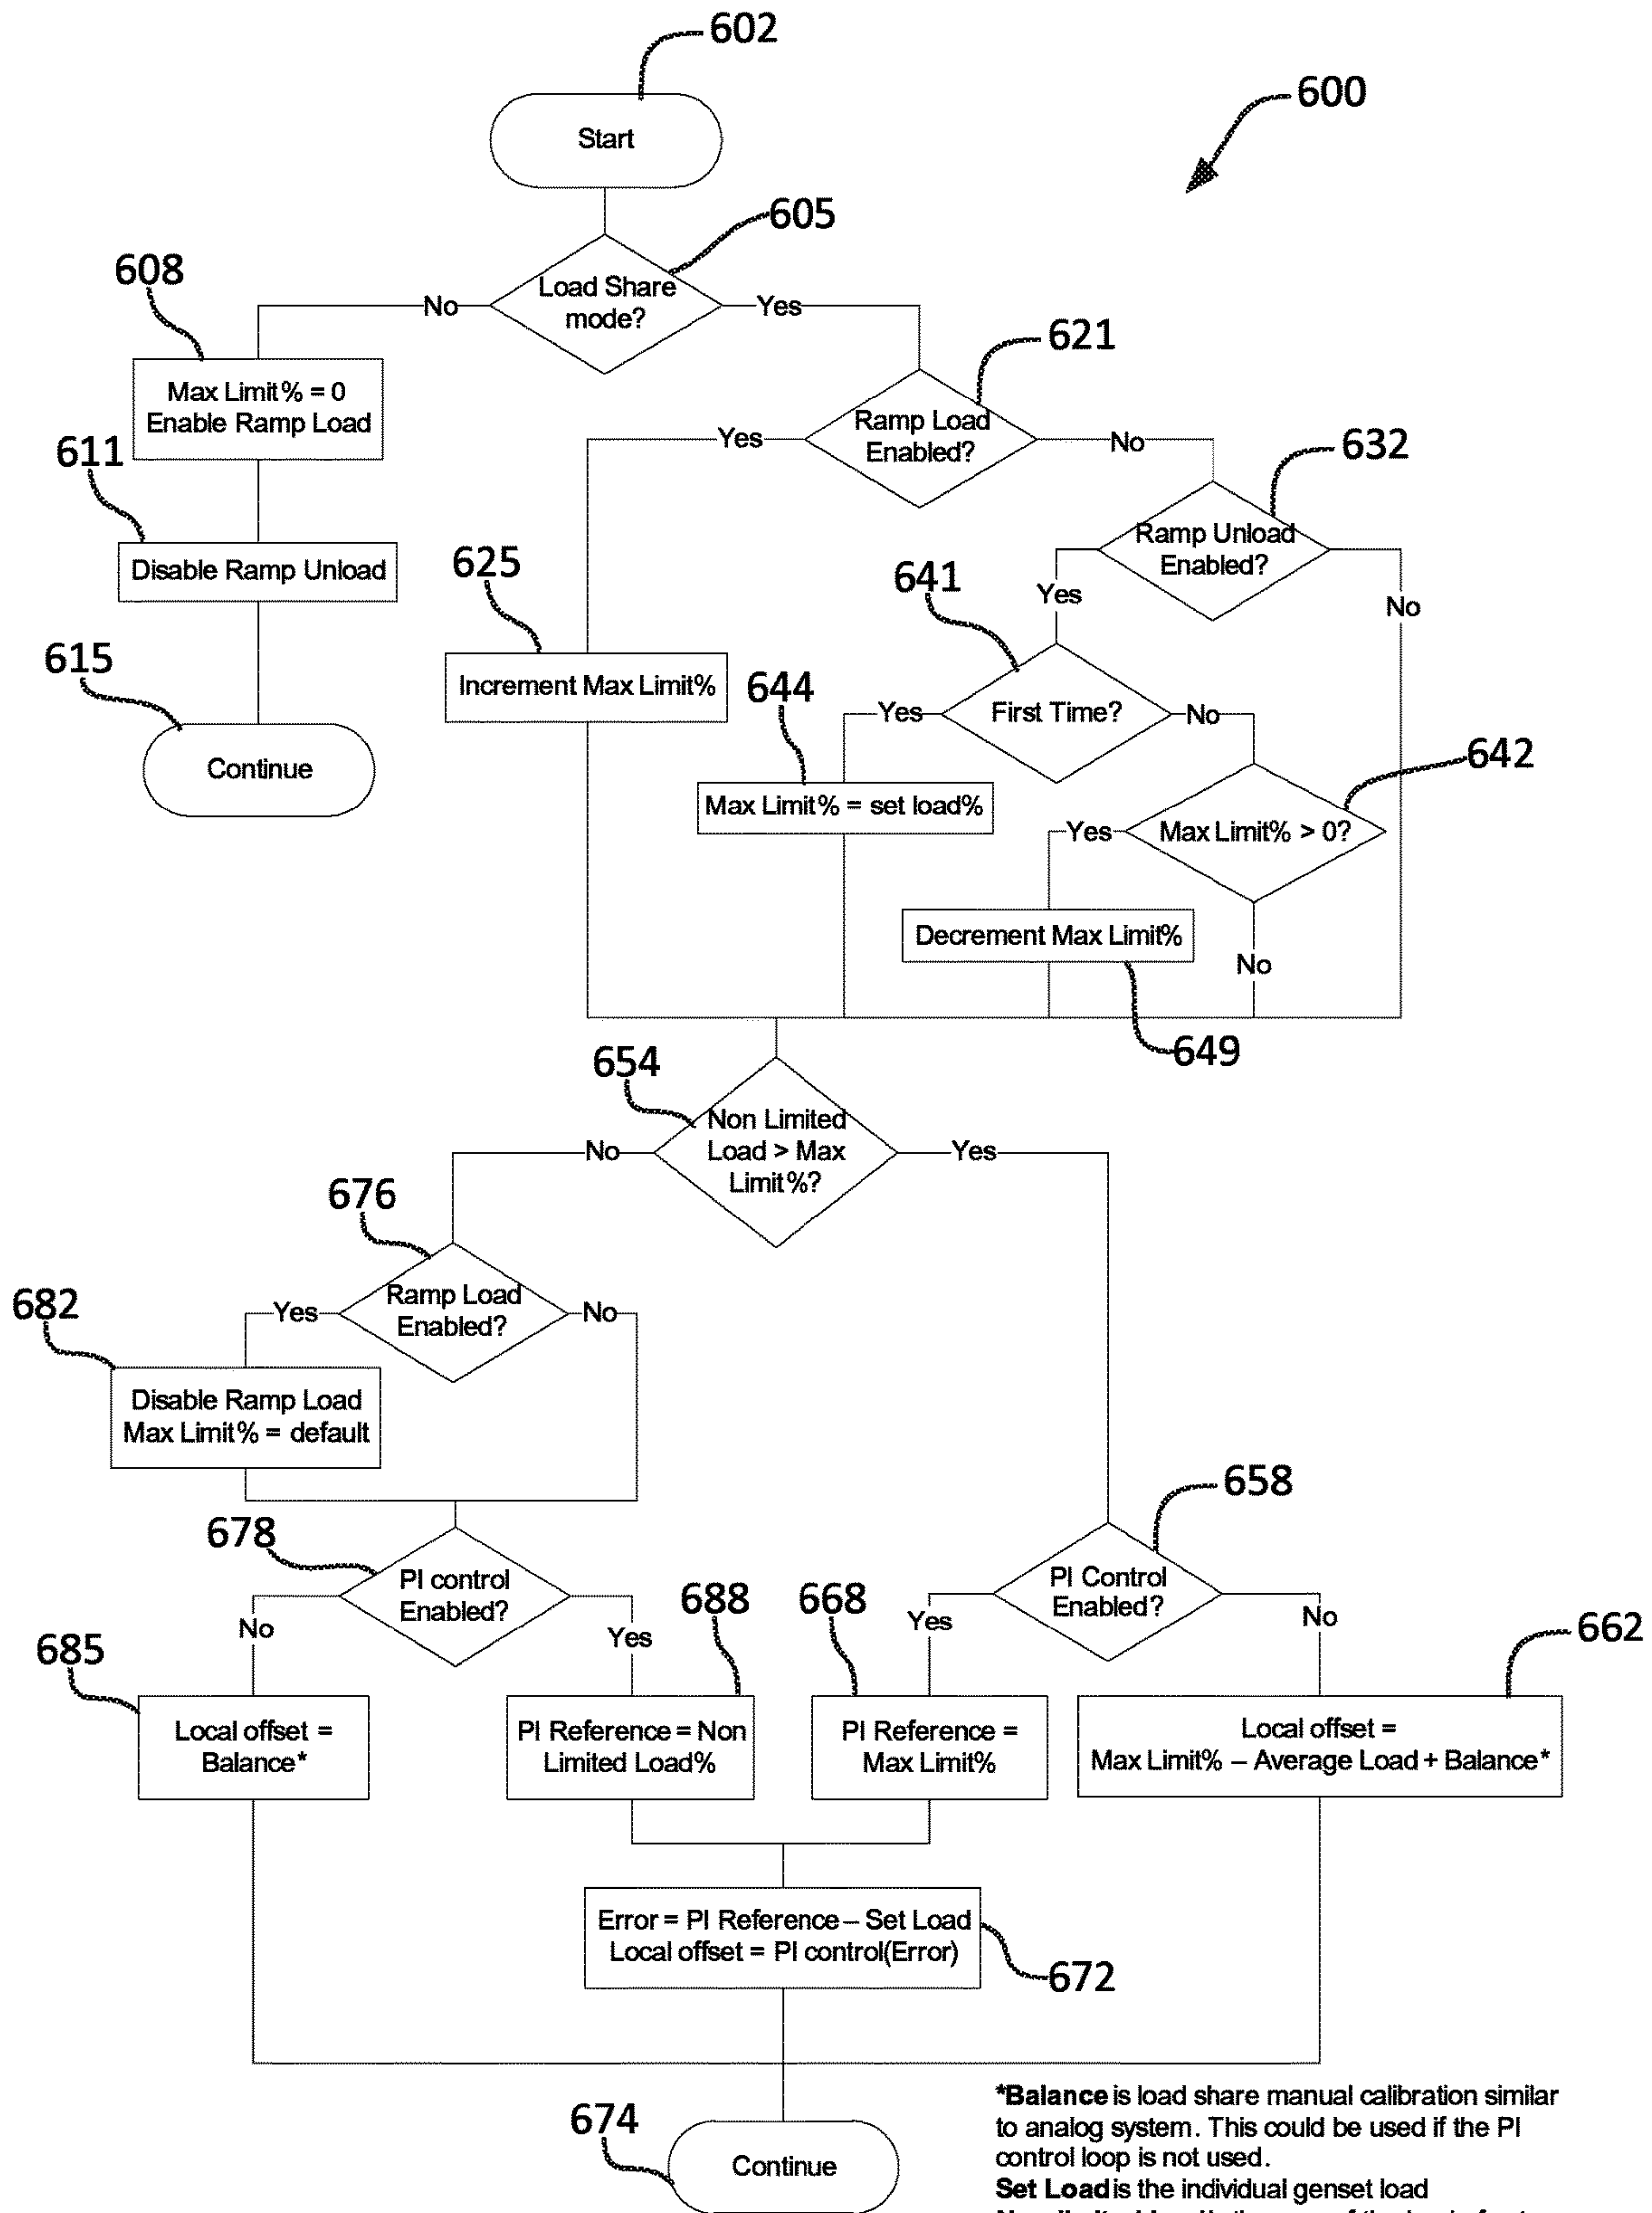 602
600
Start
605
608
Load Share
mode?
No
Yes
621
Max Limit% = 0
Enable Ramp Load
Ramp Load
Enabled?
Yes
No
632
611
Ramp Unload
Enabled?
Disable Ramp Unload
625
641
Yes
No
615
Increment Max Limit%
644
First Time?
Yes
No
642
Continue
Max Limit% = set load%
Max Limit% > 0?
Yes
Decrement Max Limit%
No
649
654
Non Limited
Load > Max
Limit%?
No
Yes
676
682
Ramp Load
Enabled?
Yes
No
Disable Ramp Load
Max Limit% = default
658
678
PI control
Enabled?
PI Control
Enabled?
No
Yes
688
668
Yes
No
662
685
Local offset =
Balance*
PI Reference = Non
Limited Load%
PI Reference =
Max Limit%
Local offset =
Max Limit% – Average Load + Balance*
Error = PI Reference – Set Load
Local offset = PI control(Error)
672
674
Continue
*Balance is load share manual calibration similar
to analog system. This could be used if the PI
control loop is not used.
Set Load is the individual genset load